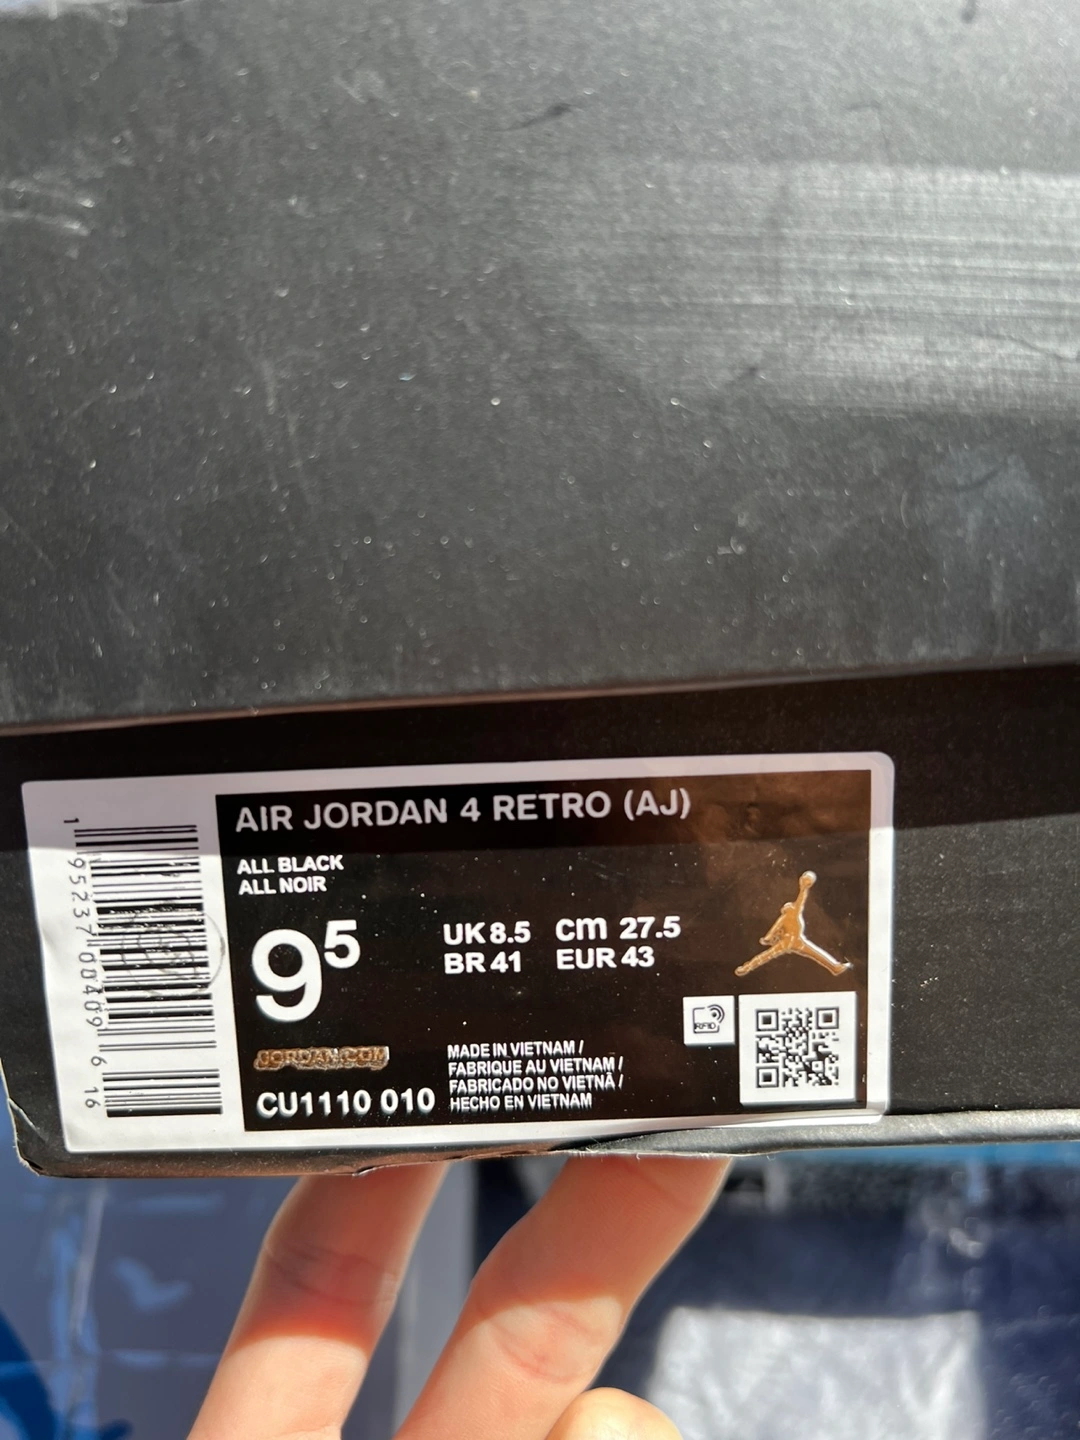 AIR JORDAN 4 RETRO (AJ)
ALL BLACK
ALL NOIR
9⁵
UK 8.5 cm 27.5
BR 41 EUR 43
RFID
JORDAN.COM
CU1110 010
MADE IN VIETNAM /
FABRIQUE AU VIETNAM /
FABRICADO NO VIETNÃ /
HECHO EN VIETNAM
1 95237 00409 6 16